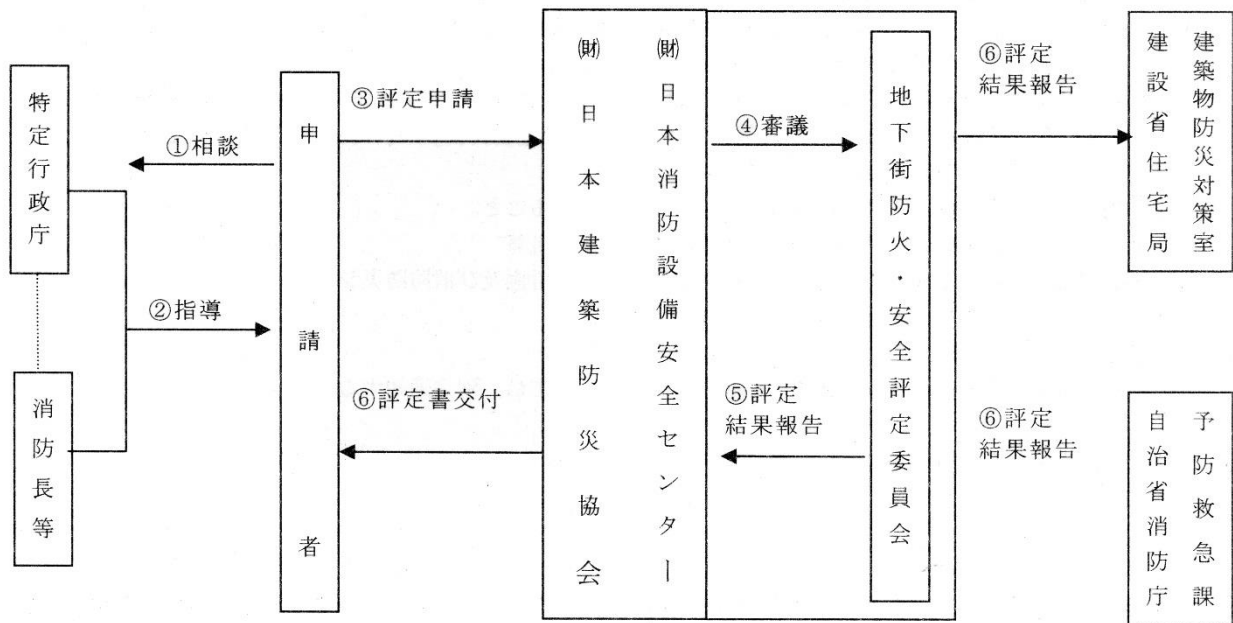 特定行政庁
消防長等
①相談
②指導
申請者
③評定申請
⑥評定書交付
㈶日本消防設備安全センター
㈶日本建築防災協会
④審議
⑤評定
結果報告
地下街防火・安全評定委員会
⑥評定
結果報告
⑥評定
結果報告
建築物防災対策室
建設省住宅局
予防救急課
自治省消防庁